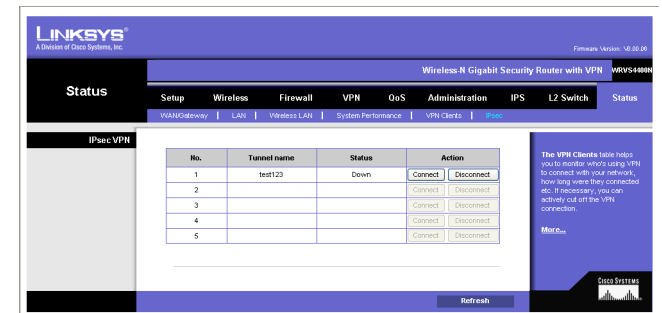 LINKSYS®
A Division of Cisco Systems, Inc.
Firmware Version: V0.00.06
Wireless-N Gigabit Security Router with VPN WRVS4400N
Status
Setup Wireless Firewall VPN QoS Administration IPS L2 Switch Status
WAN/Gateway | LAN | Wireless LAN | System Performance | VPN Clients | IPsec
IPsec VPN
No. Tunnel name Status Action
1 test123 Down Connect Disconnect
2 Connect Disconnect
3 Connect Disconnect
4 Connect Disconnect
5 Connect Disconnect
The VPN Clients table helps
you to monitor who's using VPN
to connect with your network,
how long were they connected
etc. If necessary, you can
actively cut off the VPN
connection.
More...
CISCO SYSTEMS
Refresh